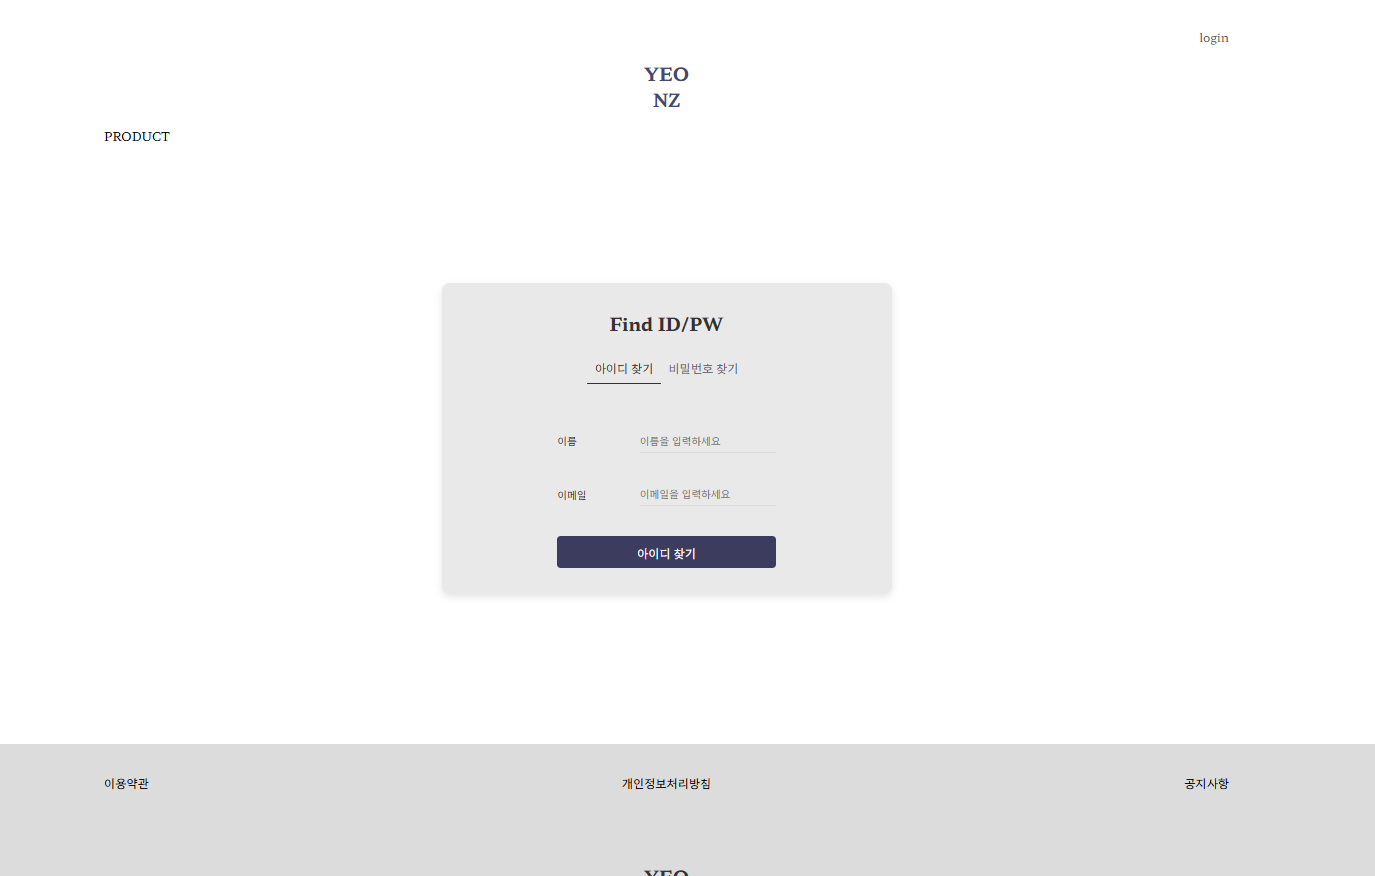 login
YEO
NZ
PRODUCT
Find ID/PW
아이디 찾기 비밀번호 찾기
이름 이름을 입력하세요
이메일 이메일을 입력하세요
아이디 찾기
이용약관 개인정보처리방침 공지사항
YEO